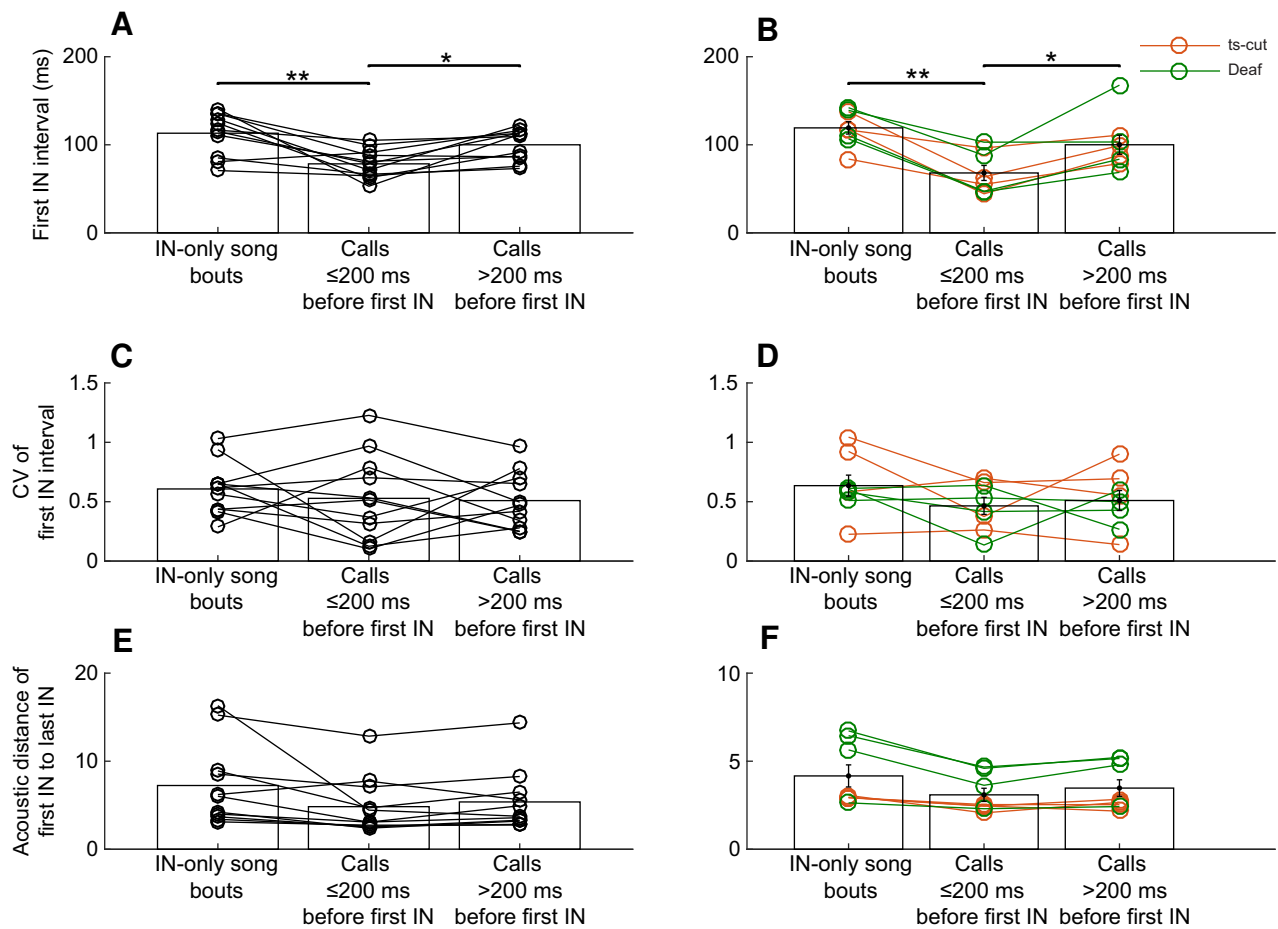 A
First IN interval (ms)
200
100
0
**
*
IN-only song
bouts
Calls
≤200 ms
before first IN
Calls
>200 ms
before first IN
B
200
100
0
**
*
ts-cut
Deaf
IN-only song
bouts
Calls
≤200 ms
before first IN
Calls
>200 ms
before first IN
C
CV of
first IN interval
1.5
1
0.5
0
IN-only song
bouts
Calls
≤200 ms
before first IN
Calls
>200 ms
before first IN
D
1.5
1
0.5
0
IN-only song
bouts
Calls
≤200 ms
before first IN
Calls
>200 ms
before first IN
E
Acoustic distance of
first IN to last IN
20
10
0
IN-only song
bouts
Calls
≤200 ms
before first IN
Calls
>200 ms
before first IN
F
10
5
0
IN-only song
bouts
Calls
≤200 ms
before first IN
Calls
>200 ms
before first IN